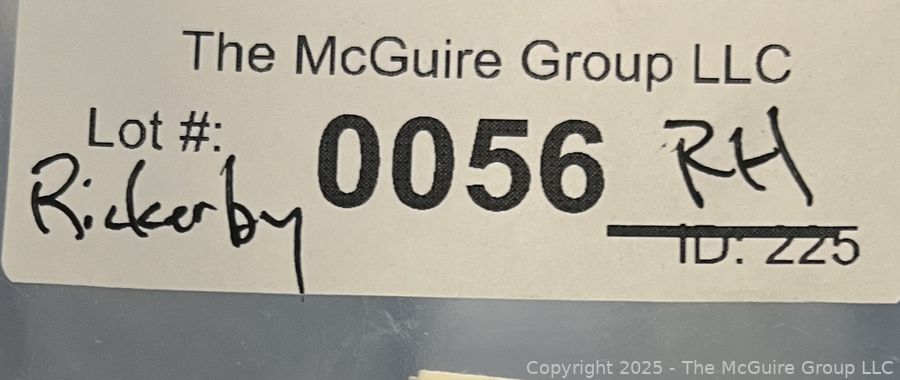 The McGuire Group LLC
Lot #: 0056 RH
Rickerby
ID: 225
Copyright 2025 - The McGuire Group LLC